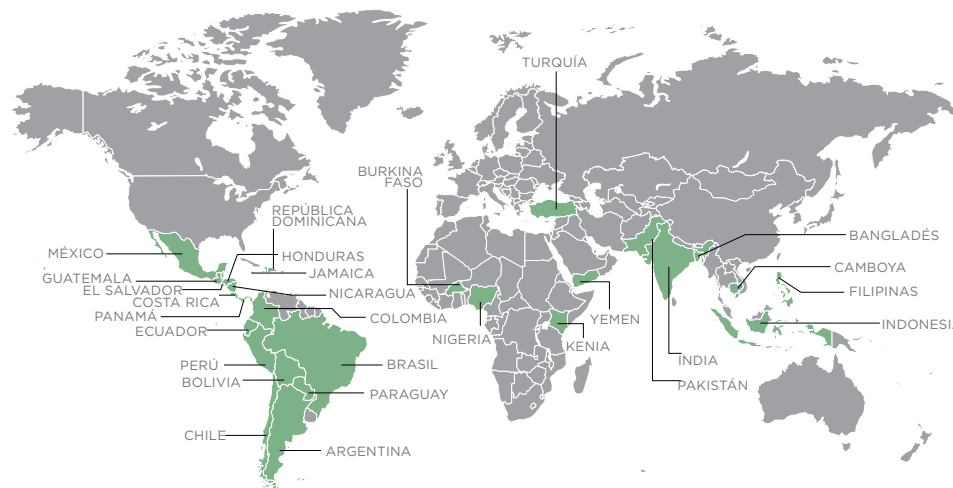 TURQUÍA
BURKINA
FASO
REPÚBLICA
DOMINICANA
MÉXICO
HONDURAS
BANGLADÉS
GUATEMALA
JAMAICA
CAMBOYA
EL SALVADOR
NICARAGUA
FILIPINAS
COSTA RICA
PANAMÁ
COLOMBIA
YEMEN
INDONESIA
ECUADOR
NIGERIA
KENIA
PERÚ
BRASIL
INDIA
BOLIVIA
PAKISTÁN
PARAGUAY
CHILE
ARGENTINA